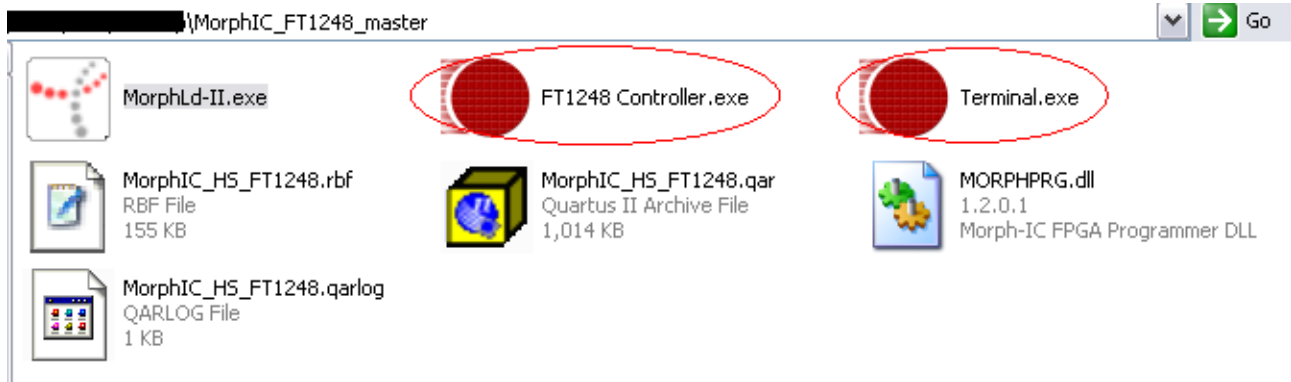 \MorphIC_FT1248_master
Go
MorphLd-II.exe
FT1248 Controller.exe
Terminal.exe
MorphIC_HS_FT1248.rbf
RBF File
155 KB
MorphIC_HS_FT1248.qar
Quartus II Archive File
1,014 KB
MORPHPRG.dll
1.2.0.1
Morph-IC FPGA Programmer DLL
MorphIC_HS_FT1248.qarlog
QARLOG File
1 KB